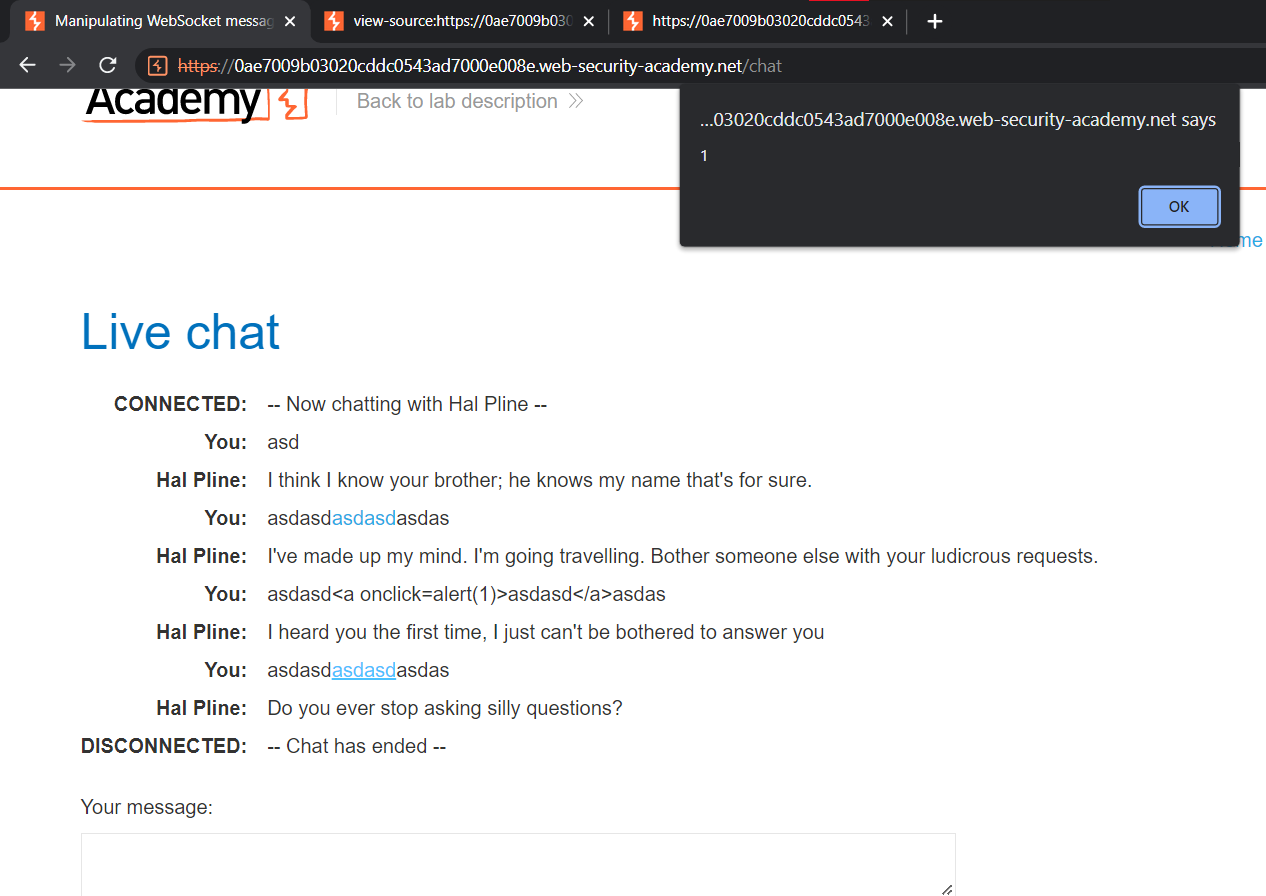 Manipulating WebSocket messag
view-source:https://0ae7009b030
https://0ae7009b03020cddc0543
https://0ae7009b03020cddc0543ad7000e008e.web-security-academy.net/chat
Academy
Back to lab description
...03020cddc0543ad7000e008e.web-security-academy.net says
1
OK
me
Live chat
CONNECTED: -- Now chatting with Hal Pline --
You: asd
Hal Pline: I think I know your brother; he knows my name that's for sure.
You: asdasdasdasdasdas
Hal Pline: I've made up my mind. I'm going travelling. Bother someone else with your ludicrous requests.
You: asdasd<a onclick=alert(1)>asdasd</a>asdas
Hal Pline: I heard you the first time, I just can't be bothered to answer you
You: asdasdasdasdasdas
Hal Pline: Do you ever stop asking silly questions?
DISCONNECTED: -- Chat has ended --
Your message: